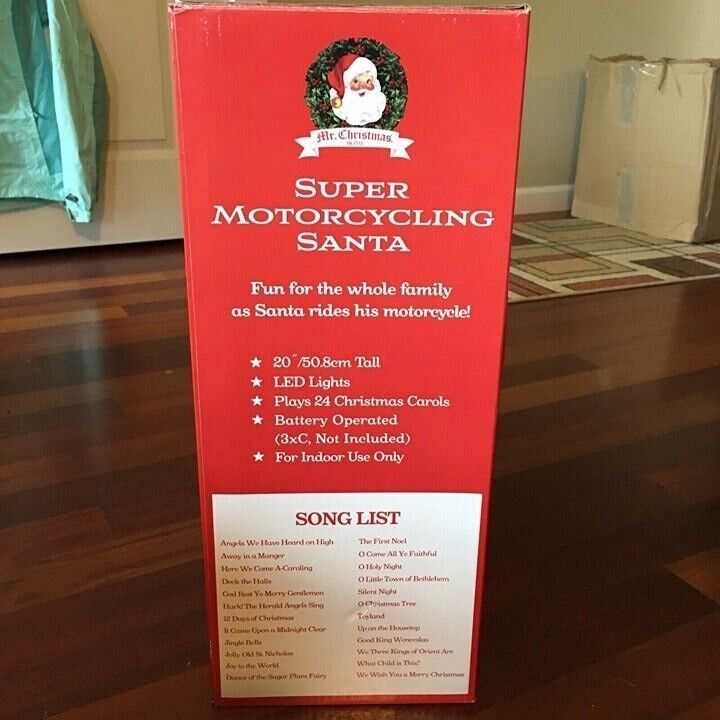 Mr. Christmas
SUPER
MOTORCYCLING
SANTA
Fun for the whole family
as Santa rides his motorcycle!
★ 20"/50.8cm Tall
★ LED Lights
★ Plays 24 Christmas Carols
★ Battery Operated
(3xC, Not Included)
★ For Indoor Use Only
SONG LIST
Angels We Have Heard on High
Away in a Manger
Here We Come A-Caroling
Deck the Halls
God Rest Ye Merry Gentlemen
Hark! The Herald Angels Sing
12 Days of Christmas
It Came Upon a Midnight Clear
Jingle Bells
Jolly Old St. Nicholas
Joy to the World
Dance of the Sugar Plum Fairy
The First Noel
O Come All Ye Faithful
O Holy Night
O Little Town of Bethlehem
Silent Night
O Christmas Tree
Toyland
Up on the Housetop
Good King Wenceslas
We Three Kings of Orient Are
What Child is This?
We Wish You a Merry Christmas